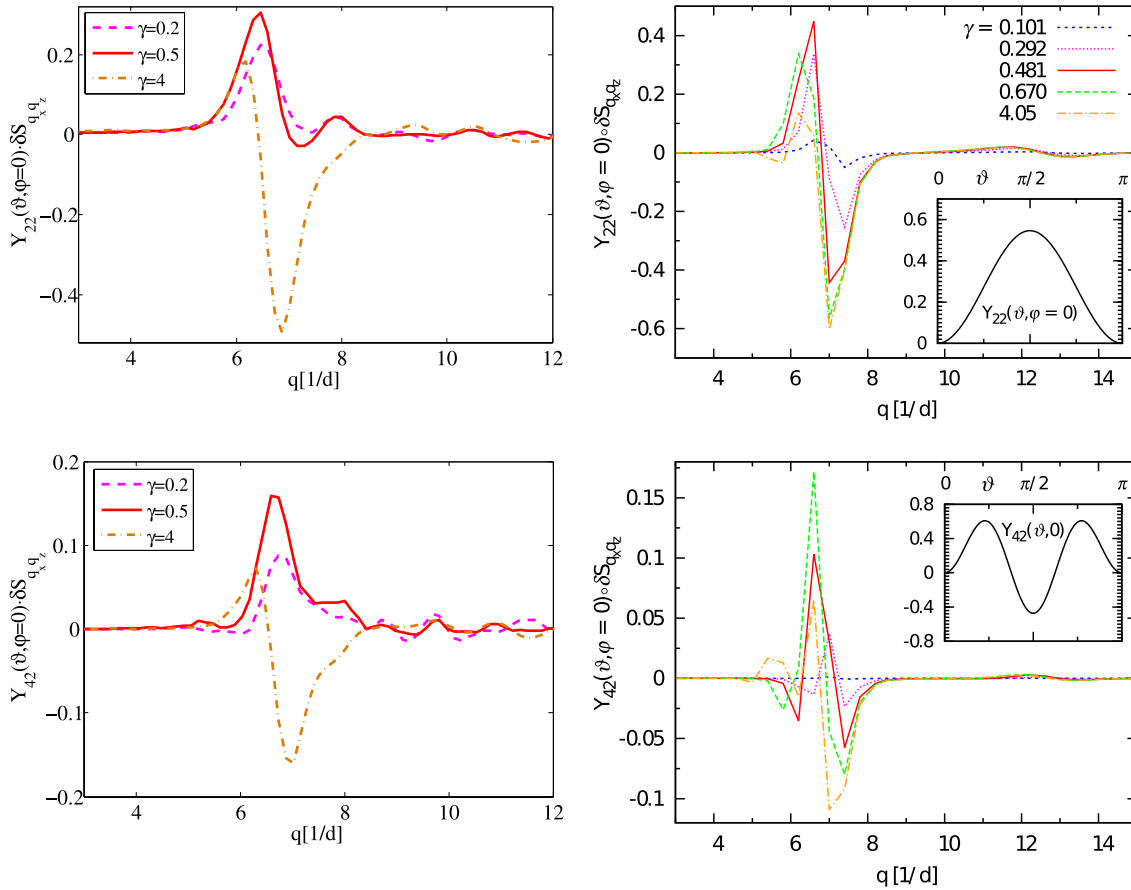 γ=0.2
γ=0.5
γ=4
0.2
0
−0.2
−0.4
Y22(ϑ,φ=0)·δSqxqz
4 6 8 10 12
q[1/d]
γ = 0.101
0.292
0.481
0.670
4.05
0.4
0.2
0
-0.2
-0.4
-0.6
Y22(ϑ,φ = 0)∘δSqxqz
0 ϑ π/2 π
0.6
0.4
0.2
0
Y22(ϑ,φ = 0)
4 6 8 10 12 14
q [1/d]
γ=0.2
γ=0.5
γ=4
0.2
0.1
0
−0.1
−0.2
Y42(ϑ,φ=0)·δSqxqz
4 6 8 10 12
q[1/d]
0.15
0.1
0.05
0
-0.05
-0.1
Y42(ϑ,φ = 0)∘δSqxqz
0 ϑ π/2 π
0.8
0.4
0
-0.4
-0.8
Y42(ϑ,0)
4 6 8 10 12 14
q [1/d]